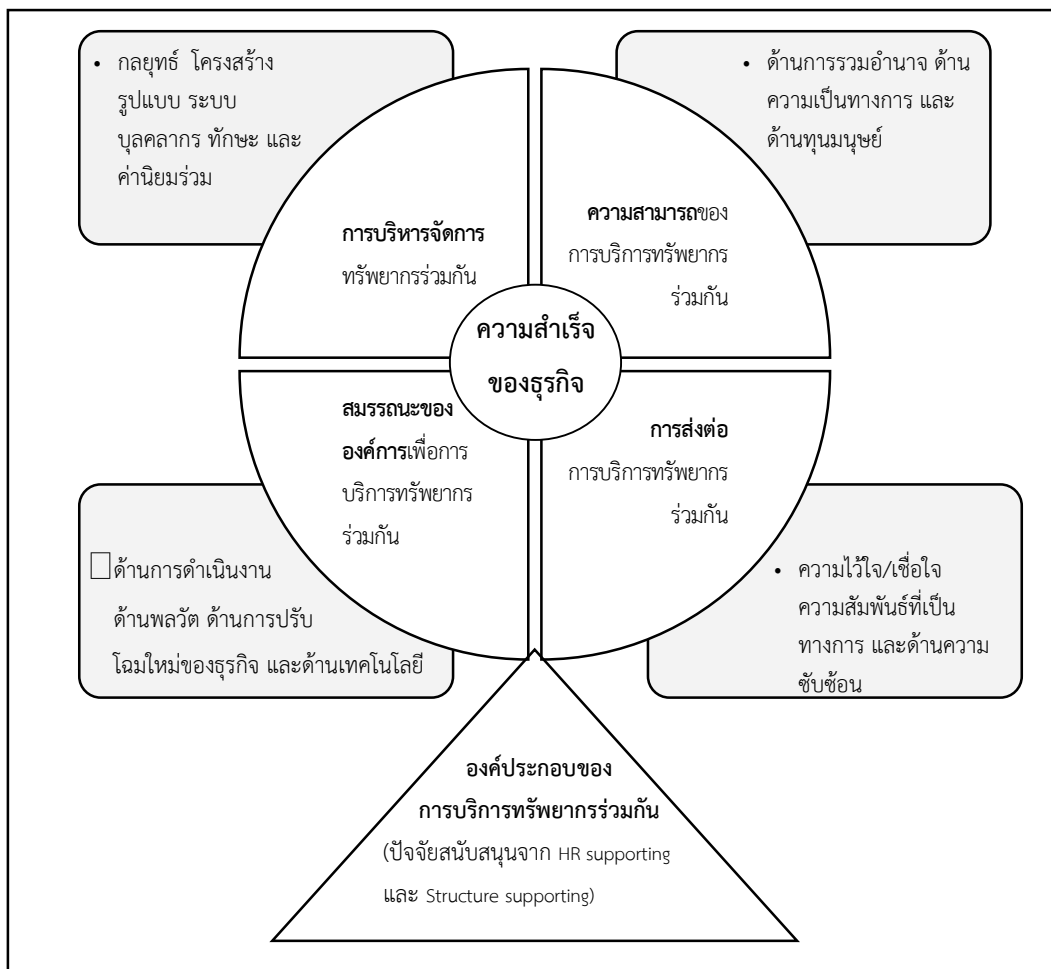 • กลยุทธ์ โครงสร้าง
รูปแบบ ระบบ
บุคลากร ทักษะ และ
ค่านิยมร่วม
• ด้านการรวมอำนาจ ด้าน
ความเป็นทางการ และ
ด้านทุนมนุษย์
การบริหารจัดการ
ทรัพยากรร่วมกัน
ความสามารถของ
การบริการทรัพยากร
ร่วมกัน
ความสำเร็จ
ของธุรกิจ
สมรรถนะของ
องค์การเพื่อการ
บริการทรัพยากร
ร่วมกัน
การส่งต่อ
การบริการทรัพยากร
ร่วมกัน
ด้านการดำเนินงาน
ด้านพลวัต ด้านการปรับ
โฉมใหม่ของธุรกิจ และด้านเทคโนโลยี
• ความไว้ใจ/เชื่อใจ
ความสัมพันธ์ที่เป็น
ทางการ และด้านความ
ซับซ้อน
องค์ประกอบของ
การบริการทรัพยากรร่วมกัน
(ปัจจัยสนับสนุนจาก HR supporting
และ Structure supporting)